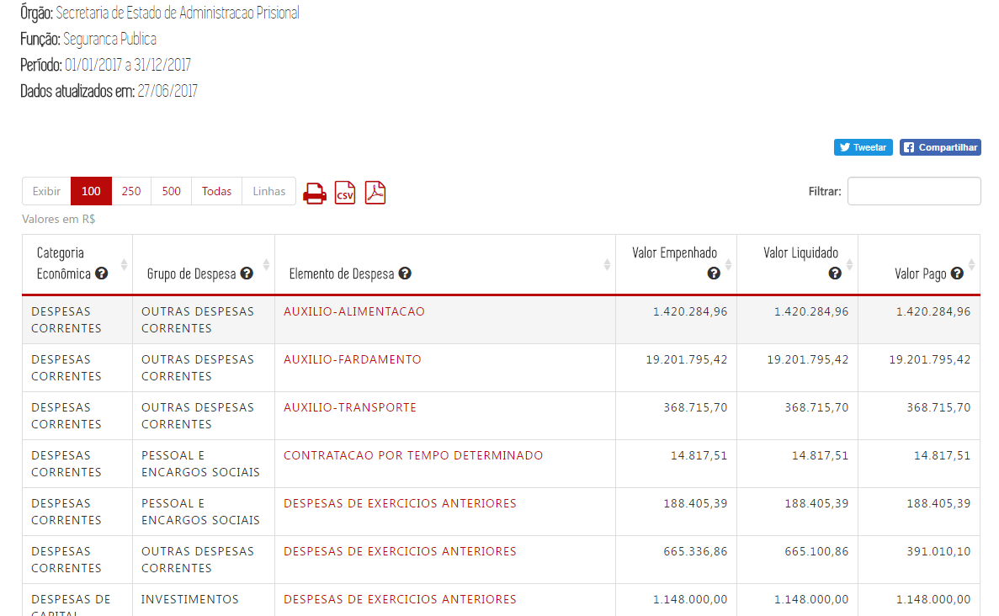 Órgão: Secretaria de Estado de Administracao Prisional
Função: Seguranca Publica
Período: 01/01/2017 a 31/12/2017
Dados atualizados em: 27/06/2017
Tweetar Compartilhar
Exibir 100 250 500 Todas Linhas CSV Filtrar:
Valores em R$
Categoria Econômica Grupo de Despesa Elemento de Despesa Valor Empenhado Valor Liquidado Valor Pago
DESPESAS CORRENTES OUTRAS DESPESAS CORRENTES AUXILIO-ALIMENTACAO 1.420.284,96 1.420.284,96 1.420.284,96
DESPESAS CORRENTES OUTRAS DESPESAS CORRENTES AUXILIO-FARDAMENTO 19.201.795,42 19.201.795,42 19.201.795,42
DESPESAS CORRENTES OUTRAS DESPESAS CORRENTES AUXILIO-TRANSPORTE 368.715,70 368.715,70 368.715,70
DESPESAS CORRENTES PESSOAL E ENCARGOS SOCIAIS CONTRATACAO POR TEMPO DETERMINADO 14.817,51 14.817,51 14.817,51
DESPESAS CORRENTES PESSOAL E ENCARGOS SOCIAIS DESPESAS DE EXERCICIOS ANTERIORES 188.405,39 188.405,39 188.405,39
DESPESAS CORRENTES OUTRAS DESPESAS CORRENTES DESPESAS DE EXERCICIOS ANTERIORES 665.336,86 665.100,86 391.010,10
DESPESAS DE CAPITAL INVESTIMENTOS DESPESAS DE EXERCICIOS ANTERIORES 1.148.000,00 1.148.000,00 1.148.000,00